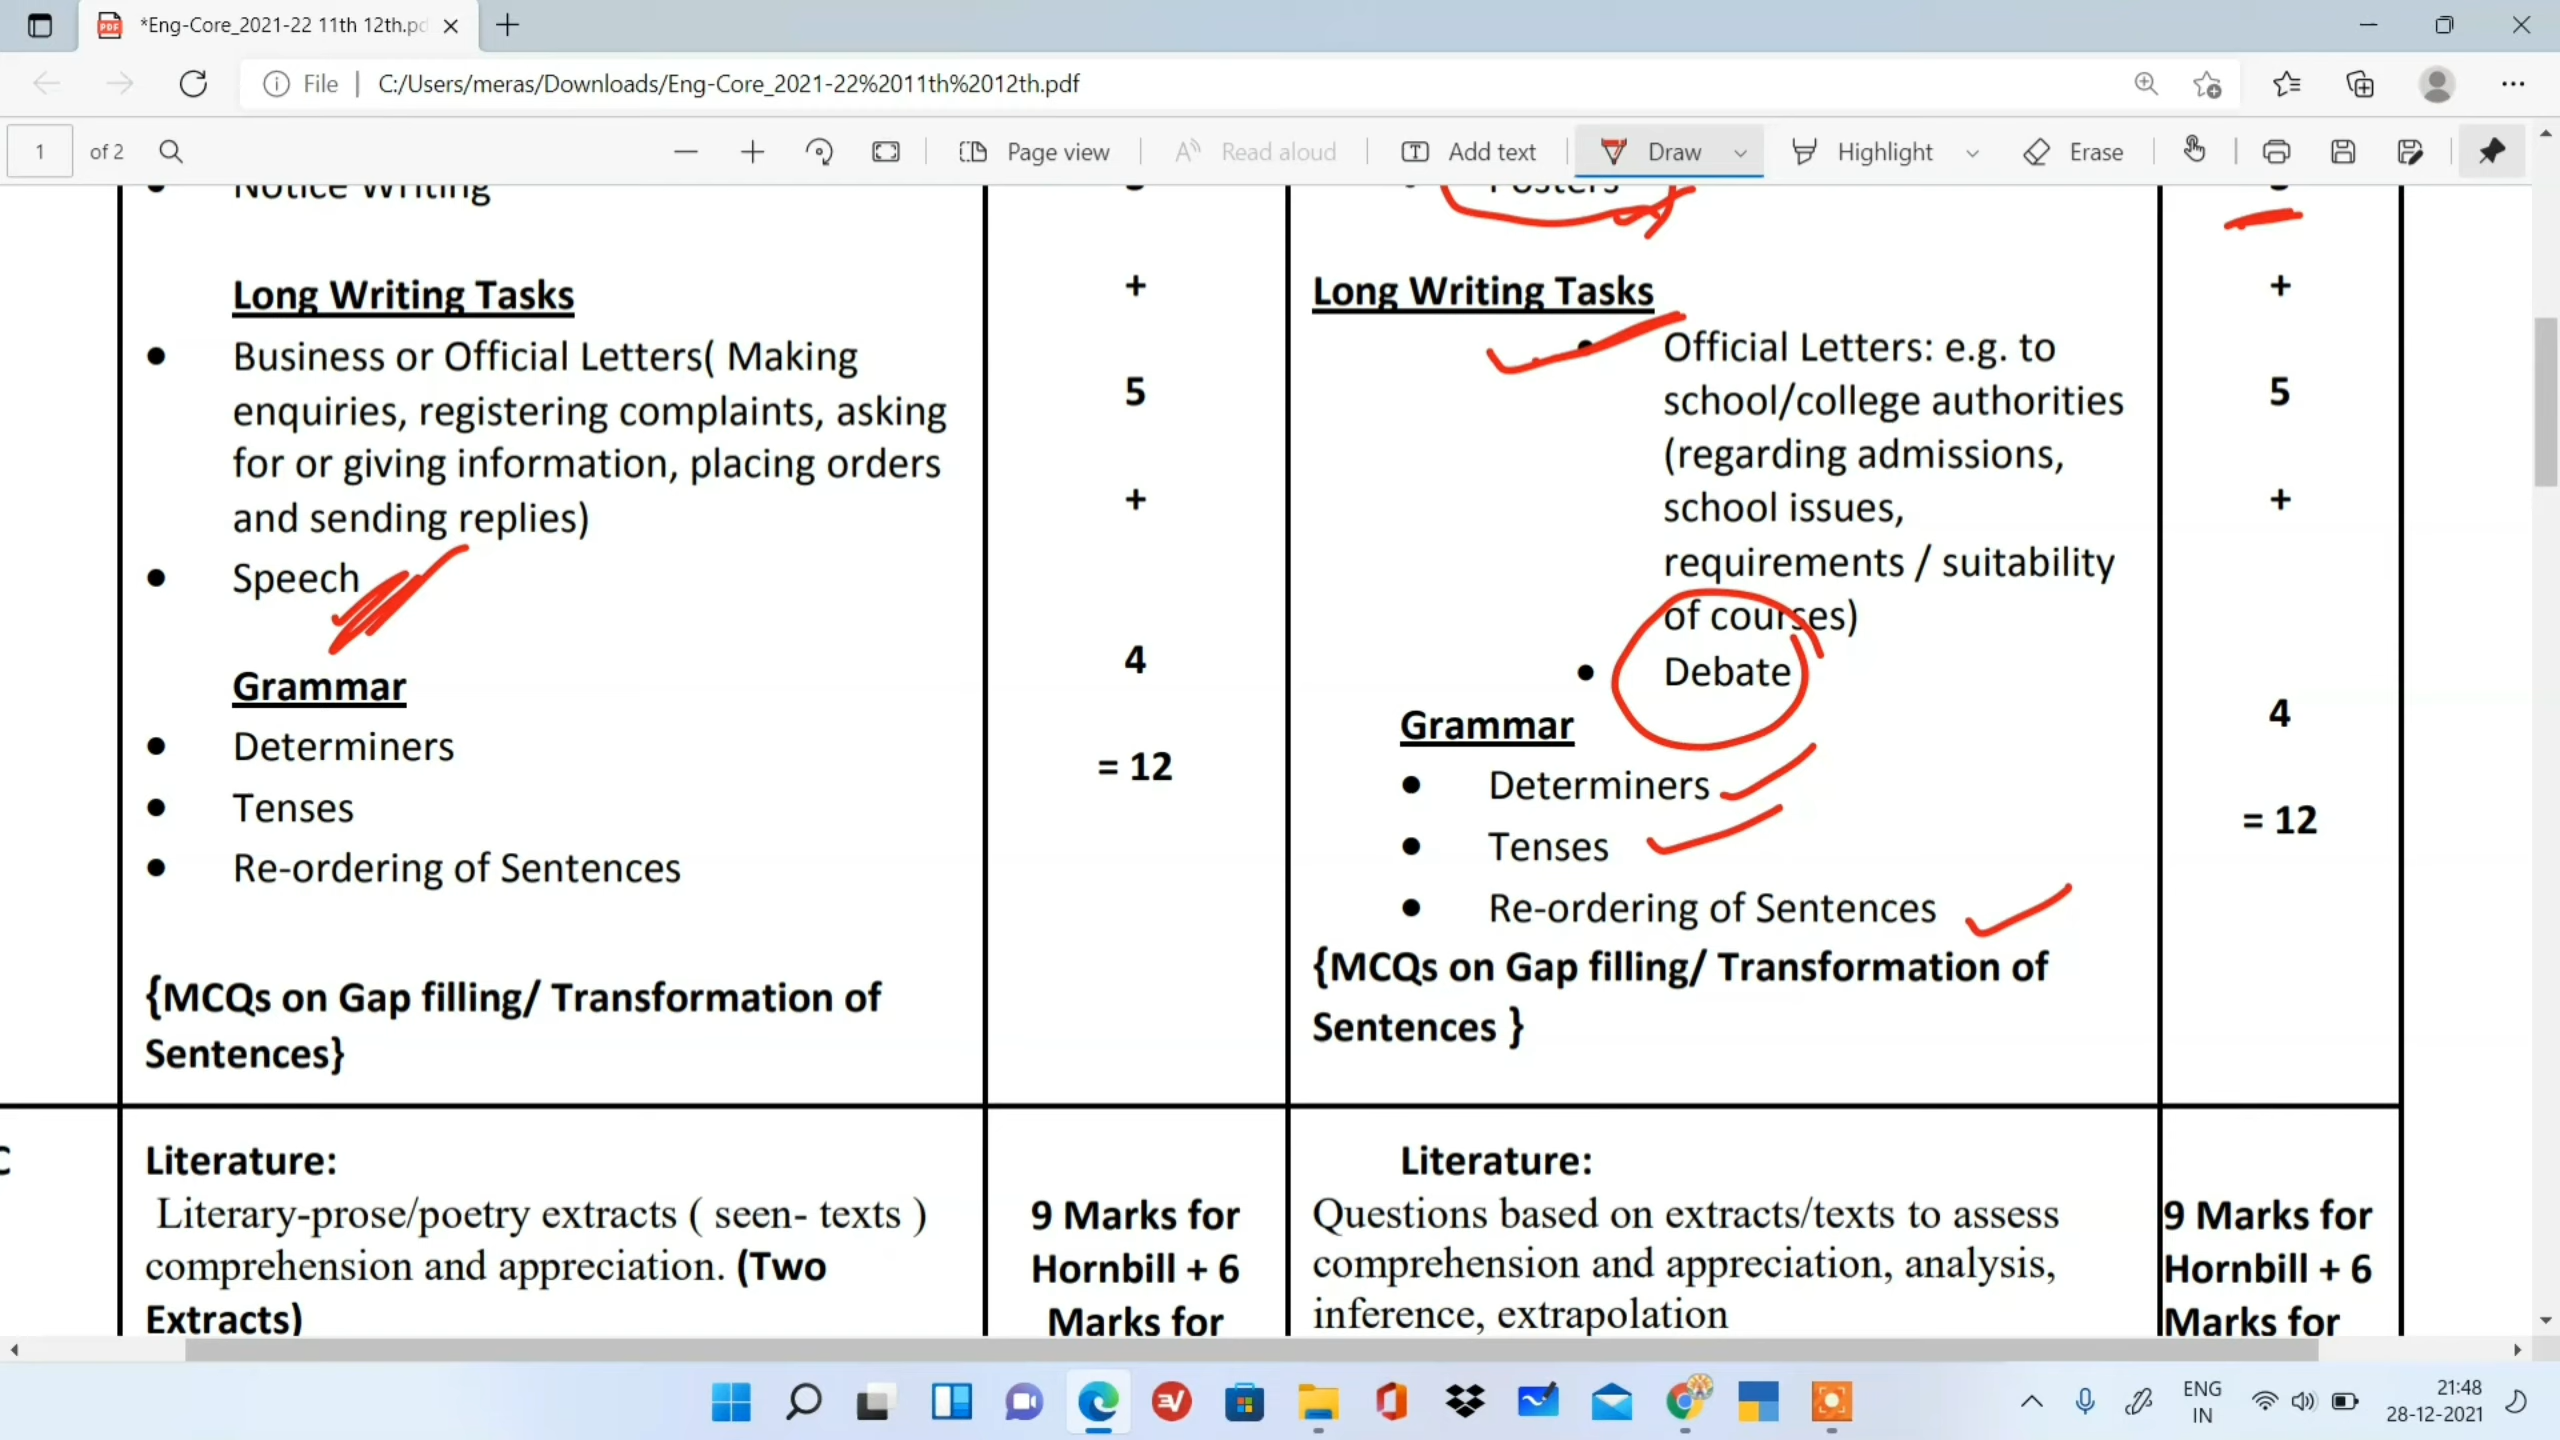 *Eng-Core_2021-22 11th 12th.pd
File
C:/Users/meras/Downloads/Eng-Core_2021-22%2011th%2012th.pdf
1 of 2
Page view
Read aloud
Add text
Draw
Highlight
Erase
Notice Writing
Long Writing Tasks
Business or Official Letters( Making
enquiries, registering complaints, asking
for or giving information, placing orders
and sending replies)
Speech
Grammar
Determiners
Tenses
Re-ordering of Sentences
{MCQs on Gap filling/ Transformation of
Sentences}
+
5
+
4
= 12
Posters
Long Writing Tasks
Official Letters: e.g. to
school/college authorities
(regarding admissions,
school issues,
requirements / suitability
of courses)
Debate
Grammar
Determiners
Tenses
Re-ordering of Sentences
{MCQs on Gap filling/ Transformation of
Sentences }
+
5
+
4
= 12
C
Literature:
Literary-prose/poetry extracts ( seen- texts )
comprehension and appreciation. (Two
Extracts)
9 Marks for
Hornbill + 6
Marks for
Literature:
Questions based on extracts/texts to assess
comprehension and appreciation, analysis,
inference, extrapolation
9 Marks for
Hornbill + 6
Marks for
ENG
IN
21:48
28-12-2021